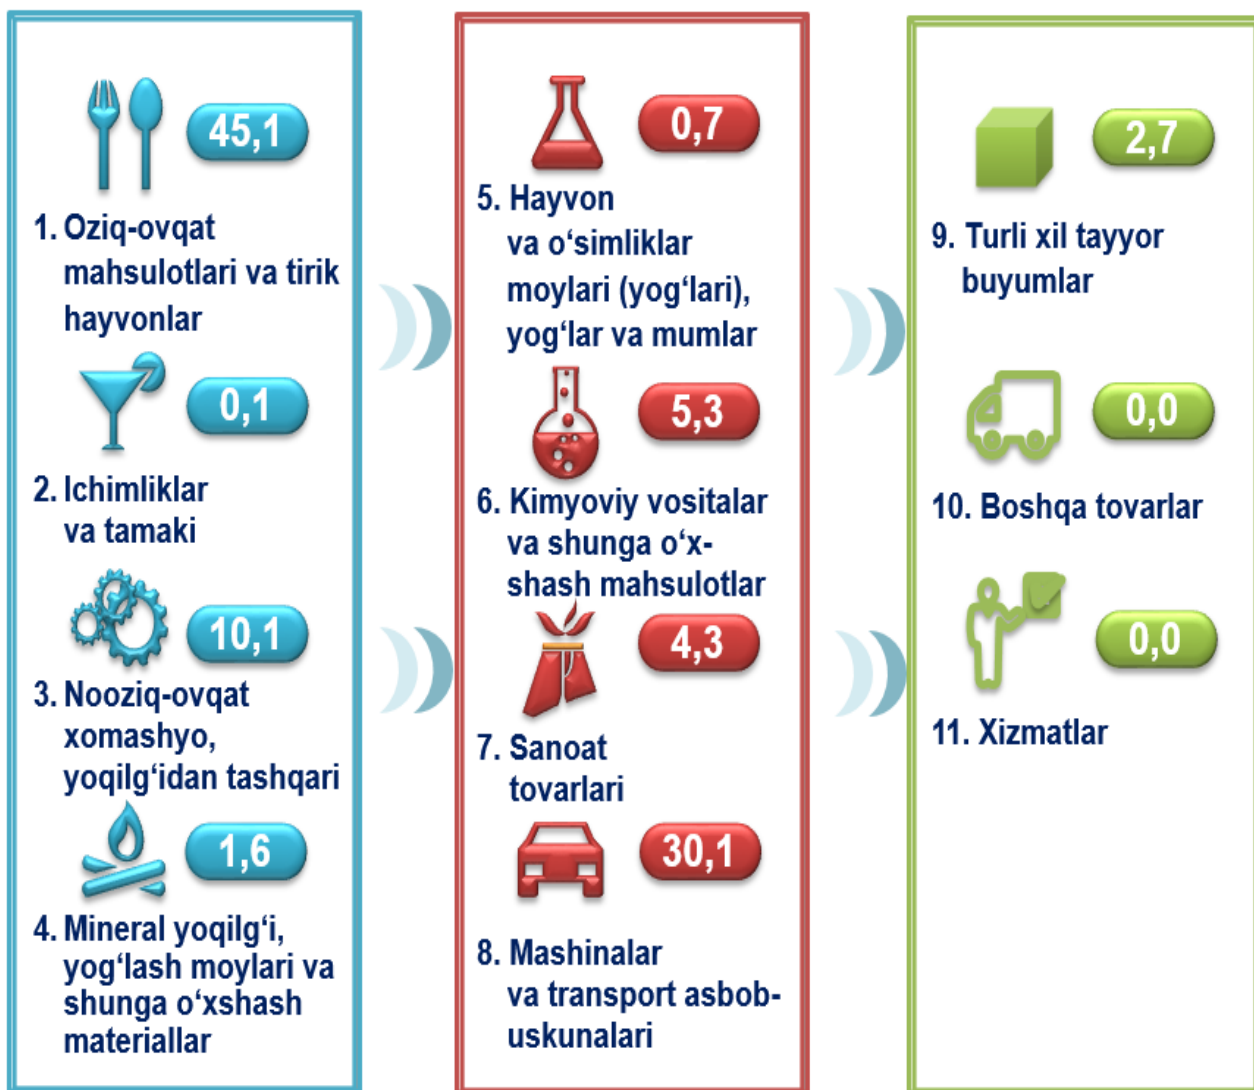 45,1
1. Oziq-ovqat
mahsulotlari va tirik
hayvonlar
0,1
2. Ichimliklar
va tamaki
10,1
3. Nooziq-ovqat
xomashyo,
yoqilg‘idan tashqari
1,6
4. Mineral yoqilg‘i,
yog‘lash moylari va
shunga o‘xshash
materiallar
0,7
5. Hayvon
va o‘simliklar
moylari (yog‘lari),
yog‘lar va mumlar
5,3
6. Kimyoviy vositalar
va shunga o‘x-
shash mahsulotlar
4,3
7. Sanoat
tovarlari
30,1
8. Mashinalar
va transport asbob-
uskunalari
2,7
9. Turli xil tayyor
buyumlar
0,0
10. Boshqa tovarlar
0,0
11. Xizmatlar